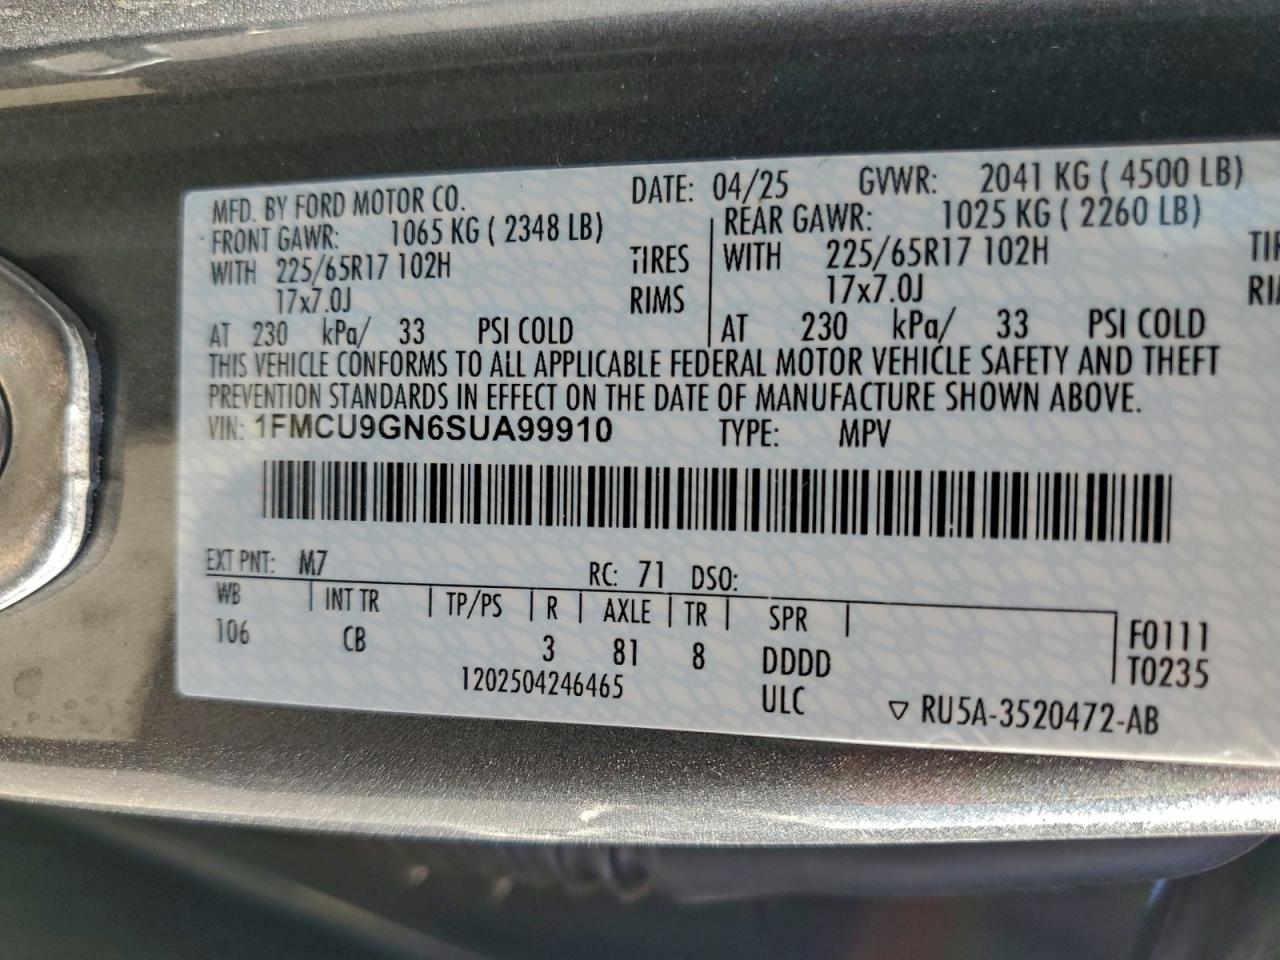 MFD. BY FORD MOTOR CO. DATE: 04/25 GVWR: 2041 KG ( 4500 LB)
FRONT GAWR: 1065 KG ( 2348 LB) REAR GAWR: 1025 KG ( 2260 LB)
WITH 225/65R17 102H TIRES WITH 225/65R17 102H
17x7.0J RIMS 17x7.0J
AT 230 kPa/ 33 PSI COLD AT 230 kPa/ 33 PSI COLD
THIS VEHICLE CONFORMS TO ALL APPLICABLE FEDERAL MOTOR VEHICLE SAFETY AND THEFT
PREVENTION STANDARDS IN EFFECT ON THE DATE OF MANUFACTURE SHOWN ABOVE.
VIN: 1FMCU9GN6SUA99910 TYPE: MPV
EXT PNT: M7 RC: 71 DSO:
WB INT TR TP/PS R AXLE TR SPR F0111
106 CB 3 81 8 DDDD T0235
1202504246465 ULC RU5A-3520472-AB